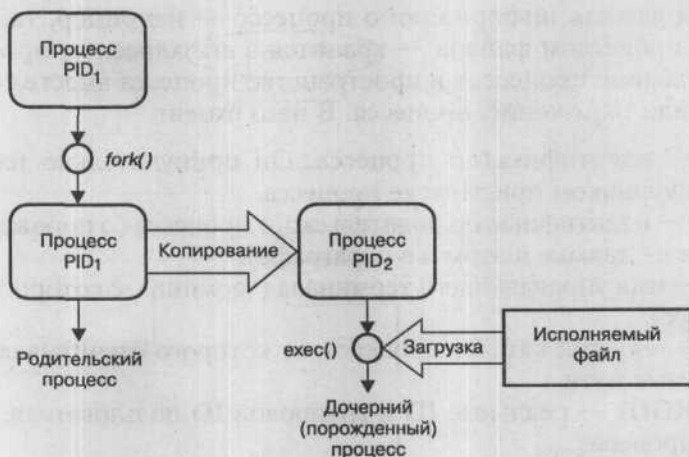 Процесс
PID₁
fork()
Процесс
PID₁
Копирование
Процесс
PID₂
Родительский
процесс
exec()
Загрузка
Исполняемый
файл
Дочерний
(порожденный)
процесс